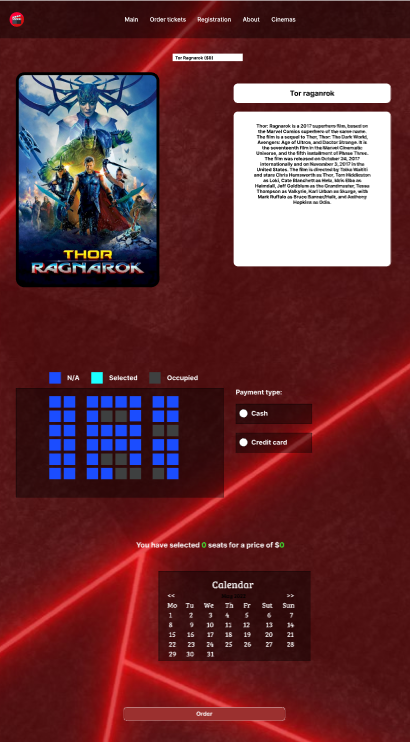 Main Order tickets Registration About Cinemas
Tor Ragnarok ($8)
Tor raganrok
Thor: Ragnarok is a 2017 superhero film, based on
the Marvel Comics superhero of the same name.
The film is a sequel to Thor, Thor: The Dark World,
Avengers: Age of Ultron, and Doctor Strange. It is
the seventeenth film in the Marvel Cinematic
Universe, and the fifth installment of Phase Three.
The film was released on October 24, 2017
internationally and on November 3, 2017 in the
United States. The film is directed by Taika Waititi
and stars Chris Hemsworth as Thor, Tom Hiddleston
as Loki, Cate Blanchett as Hela, Idris Elba as
Heimdall, Jeff Goldblum as the Grandmaster, Tessa
Thompson as Valkyrie, Karl Urban as Skurge, with
Mark Ruffalo as Bruce Banner/Hulk, and Anthony
Hopkins as Odin.
THOR
RAGNAROK
N/A Selected Occupied
Payment type:
Cash
Credit card
You have selected 0 seats for a price of $0
Calendar
<< >>
Mo Tu We Th Fr Sut Sun
1 2 3 4 5 6 7
8 9 10 11 12 13 14
15 16 17 18 19 20 21
22 23 24 25 26 27 28
29 30 31
Order